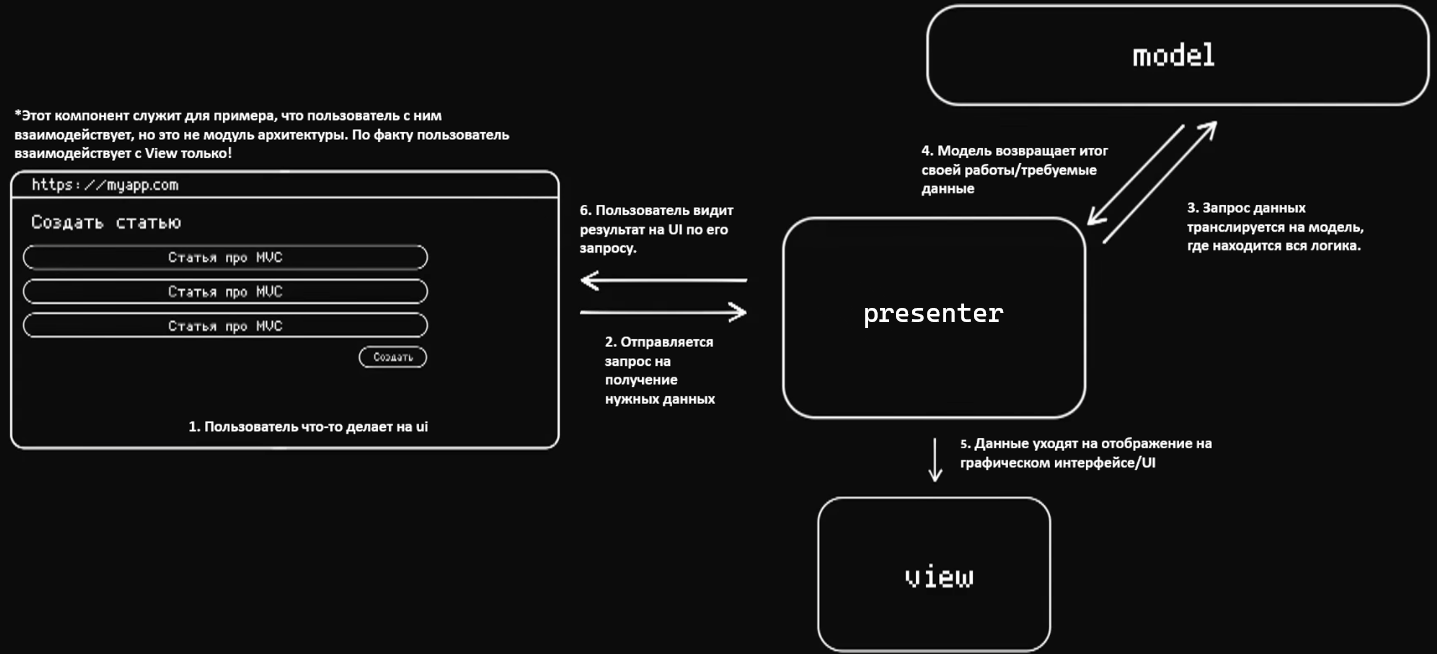 model
*Этот компонент служит для примера, что пользователь с ним
взаимодействует, но это не модуль архитектуры. По факту пользователь
взаимодействует с View только!
https://myapp.com
Создать статью
Статья про MVC
Статья про MVC
Статья про MVC
Создать
1. Пользователь что-то делает на ui
6. Пользователь видит
результат на UI по его
запросу.
2. Отправляется
запрос на
получение
нужных данных
4. Модель возвращает итог
своей работы/требуемые
данные
3. Запрос данных
транслируется на модель,
где находится вся логика.
presenter
5. Данные уходят на отображение на
графическом интерфейсе/UI
view